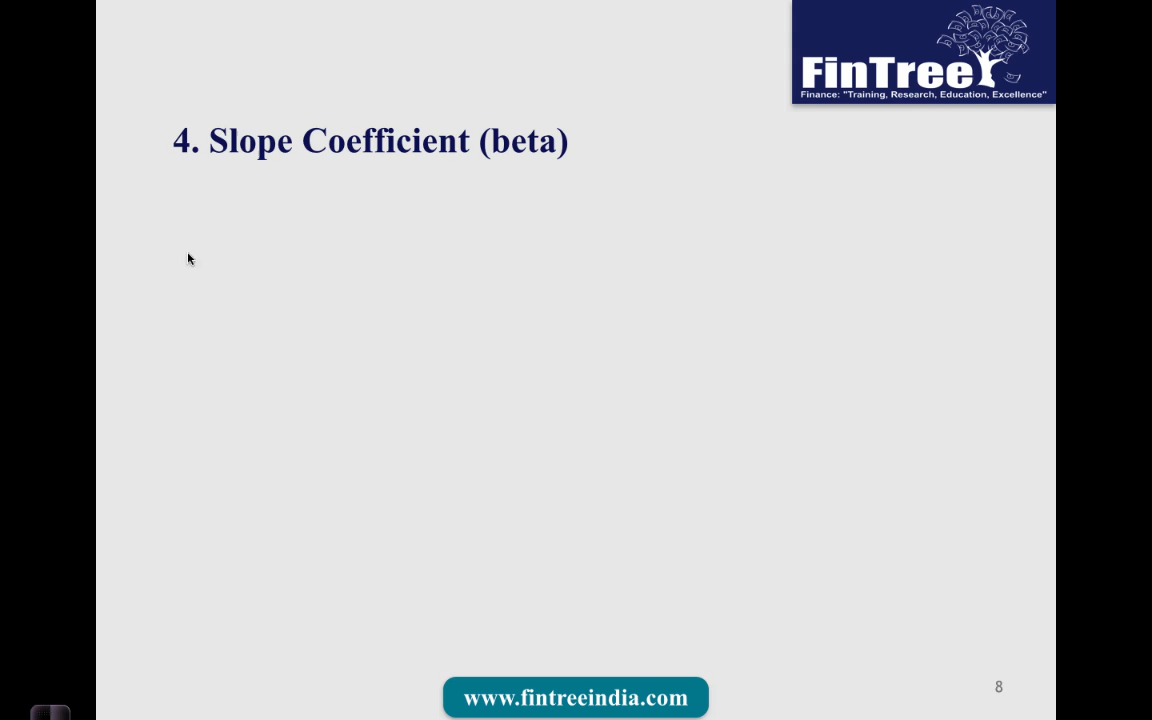 FinTree
Finance: "Training, Research, Education, Excellence"
4. Slope Coefficient (beta)
www.fintreeindia.com
8